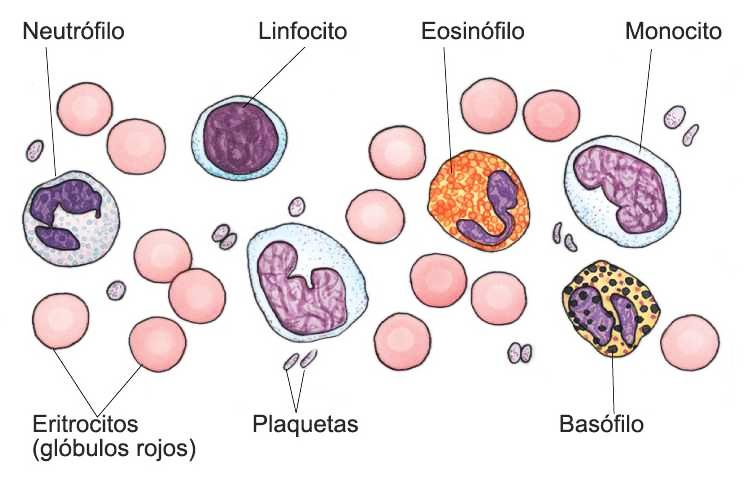 Neutrófilo
Linfocito
Eosinófilo
Monocito
Eritrocitos
(glóbulos rojos)
Plaquetas
Basófilo